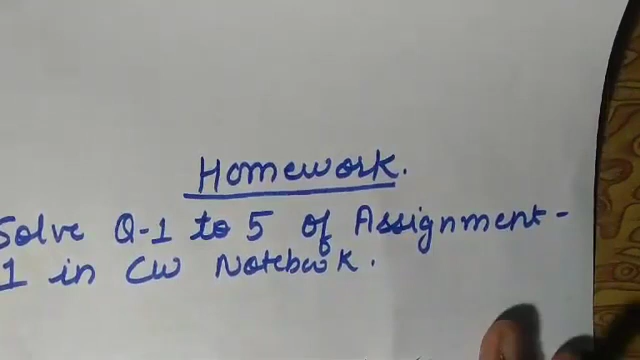 Homework.
Solve Q-1 to 5 of Assignment-
1 in CW Notebook.